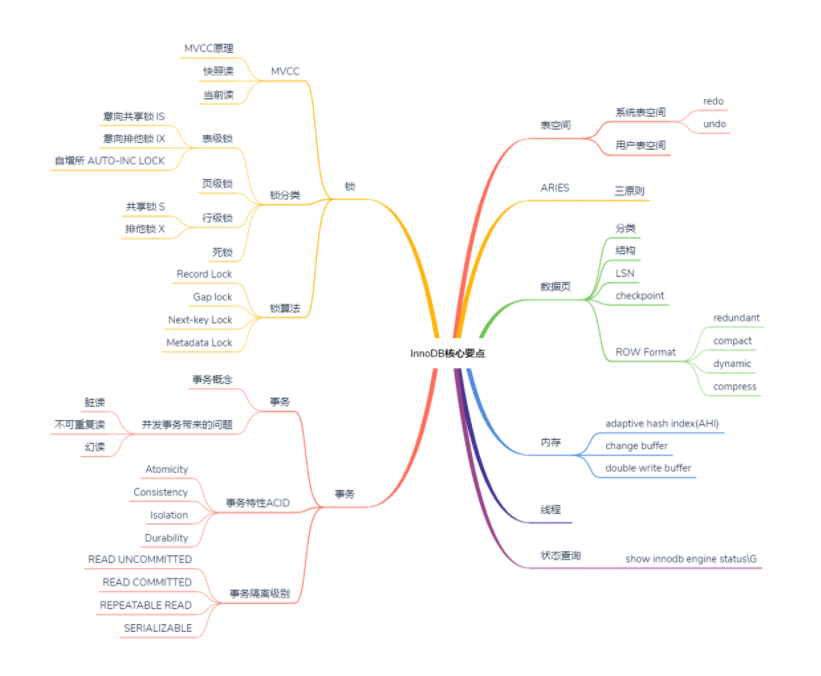 InnoDB核心要点
表空间
系统表空间
redo
undo
用户表空间
ARIES
三原则
数据页
分类
结构
LSN
checkpoint
ROW Format
redundant
compact
dynamic
compress
内存
adaptive hash index(AHI)
change buffer
double write buffer
线程
状态查询
show innodb engine status\G
锁
MVCC
MVCC原理
快照读
当前读
锁分类
表级锁
意向共享锁 IS
意向排他锁 IX
自增所 AUTO-INC LOCK
页级锁
行级锁
共享锁 S
排他锁 X
死锁
锁算法
Record Lock
Gap lock
Next-key Lock
Metadata Lock
事务
事务
事务概念
并发事务带来的问题
脏读
不可重复读
幻读
事务特性ACID
Atomicity
Consistency
Isolation
Durability
事务隔离级别
READ UNCOMMITTED
READ COMMITTED
REPEATABLE READ
SERIALIZABLE